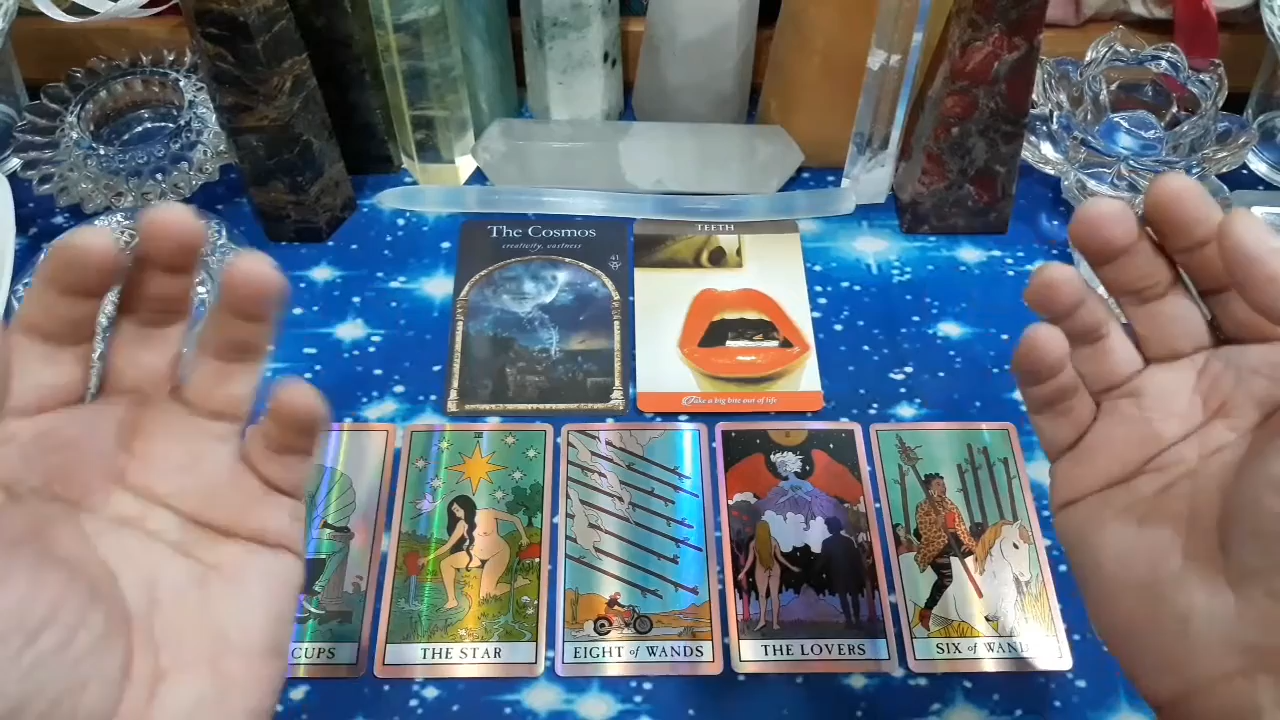 The Cosmos
creativity, vastness
41
TEETH
Take a big bite out of life
CUPS
THE STAR
EIGHT of WANDS
THE LOVERS
SIX of WAND